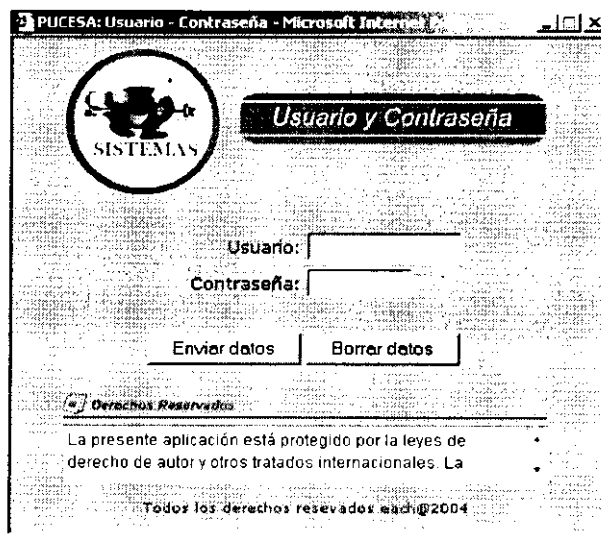 PUCESA: Usuario - Contraseña - Microsoft Internet
SISTEMAS
Usuario y Contraseña
Usuario:
Contraseña:
Enviar datos Borrar datos
Derechos Reservados
La presente aplicación está protegido por la leyes de
derecho de autor y otros tratados internacionales. La
Todos los derechos resevados each@2004